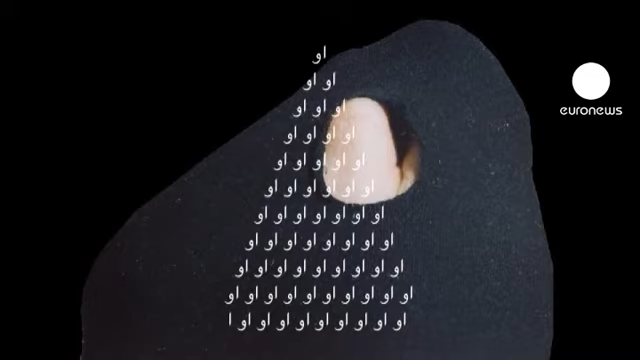 او
او او
او او او
او او او او
او او او او او
او او او او او او
او او او او او او او
او او او او او او او او
او او او او او او او او او
او او او او او او او او او او
او او او او او او او او او ا
euronews